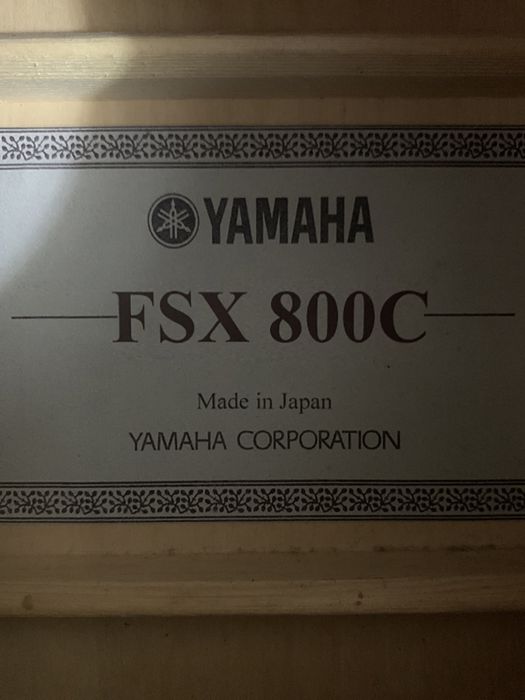 YAMAHA
FSX 800C
Made in Japan
YAMAHA CORPORATION